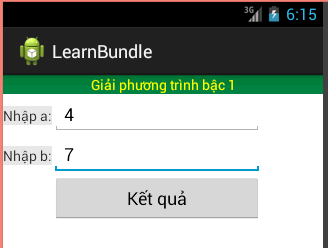 3G 6:15
LearnBundle
Giải phương trình bậc 1
Nhập a: 4
Nhập b: 7
Kết quả